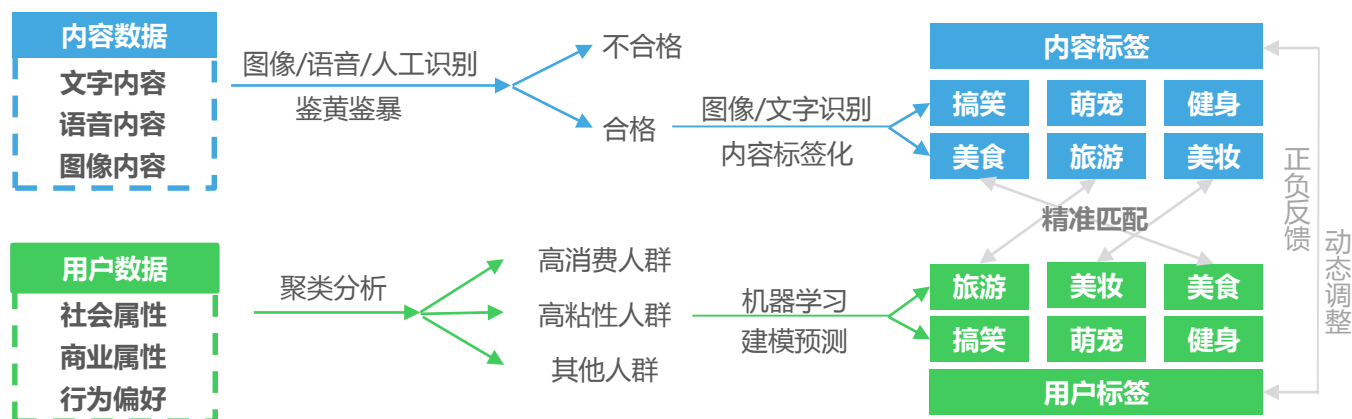 内容数据
文字内容
语音内容
图像内容
图像/语音/人工识别
鉴黄鉴暴
不合格
合格
图像/文字识别
内容标签化
内容标签
搞笑
萌宠
健身
美食
旅游
美妆
精准匹配
正负反馈
动态调整
用户数据
社会属性
商业属性
行为偏好
聚类分析
高消费人群
高粘性人群
其他人群
机器学习
建模预测
旅游
美妆
美食
搞笑
萌宠
健身
用户标签